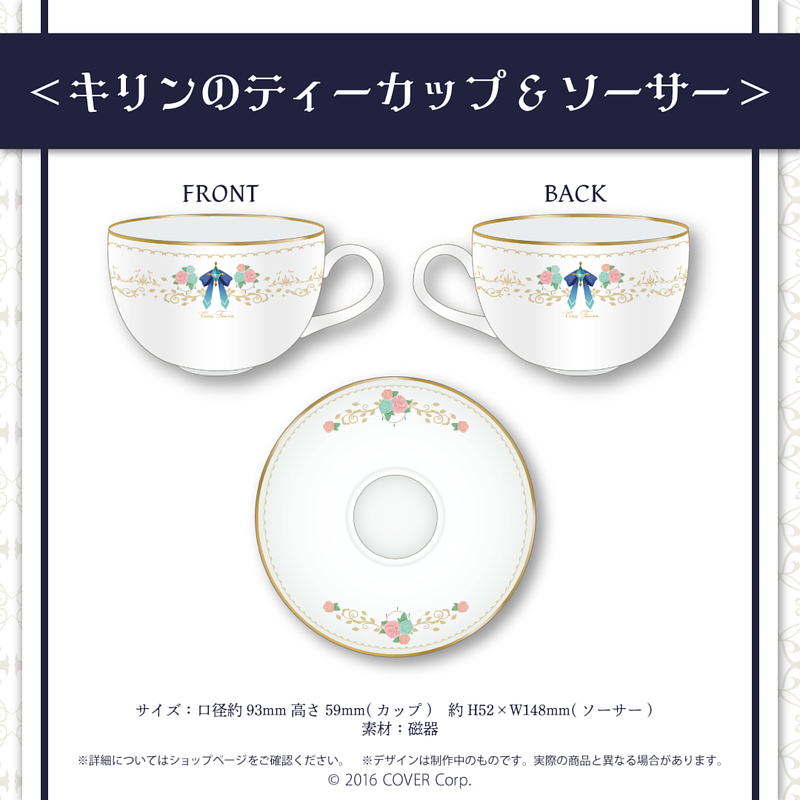 ＜キリンのティーカップ & ソーサー＞
FRONT
BACK
サイズ：口径約 93mm 高さ 59mm( カップ )　約 H52×W148mm( ソーサー )
素材：磁器
※詳細についてはショップページをご確認ください。　※デザインは制作中のものです。実際の商品と異なる場合があります。
© 2016 COVER Corp.